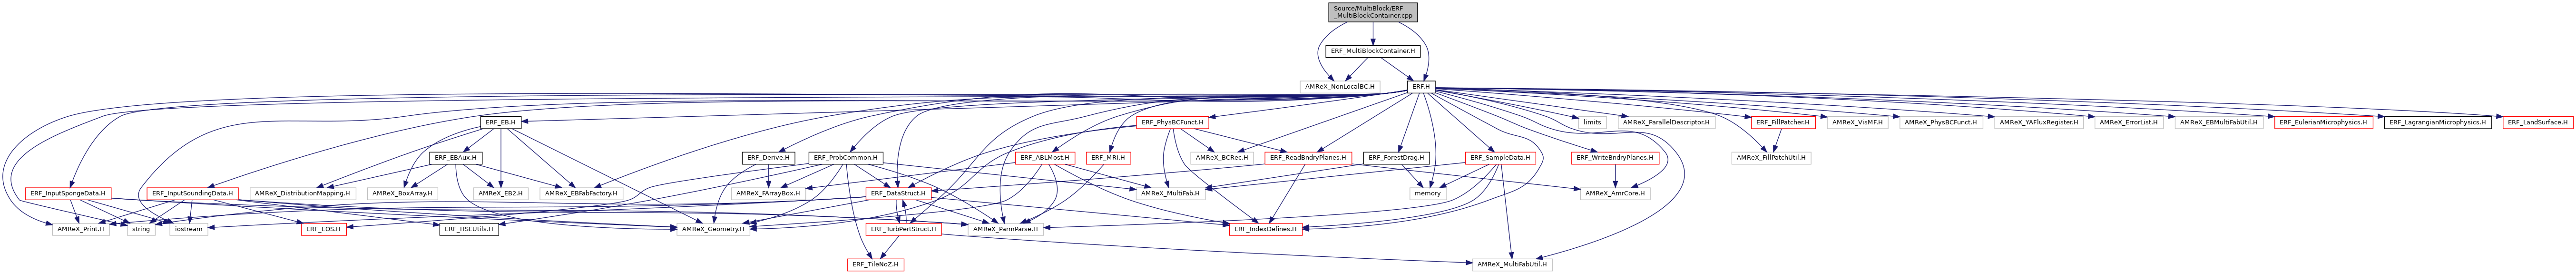 Source/MultiBlock/ERF
_MultiBlockContainer.cpp
ERF_MultiBlockContainer.H
AMReX_NonLocalBC.H
ERF.H
ERF_EB.H
ERF_PhysBCFunct.H
limits
AMReX_ParallelDescriptor.H
ERF_FillPatcher.H
AMReX_VisMF.H
AMReX_PhysBCFunct.H
AMReX_YAFluxRegister.H
AMReX_ErrorList.H
AMReX_EBMultiFabUtil.H
ERF_EulerianMicrophysics.H
ERF_LagrangianMicrophysics.H
ERF_LandSurface.H
ERF_EBAux.H
ERF_Derive.H
ERF_ProbCommon.H
ERF_ABLMost.H
ERF_MRI.H
AMReX_BCRec.H
ERF_ReadBndryPlanes.H
ERF_ForestDrag.H
ERF_SampleData.H
ERF_WriteBndryPlanes.H
AMReX_FillPatchUtil.H
ERF_InputSpongeData.H
ERF_InputSoundingData.H
AMReX_DistributionMapping.H
AMReX_BoxArray.H
AMReX_EB2.H
AMReX_EBFabFactory.H
AMReX_FArrayBox.H
ERF_DataStruct.H
AMReX_MultiFab.H
memory
AMReX_AmrCore.H
AMReX_Print.H
string
iostream
ERF_EOS.H
ERF_HSEUtils.H
AMReX_Geometry.H
ERF_TurbPertStruct.H
AMReX_ParmParse.H
ERF_IndexDefines.H
ERF_TileNoZ.H
AMReX_MultiFabUtil.H